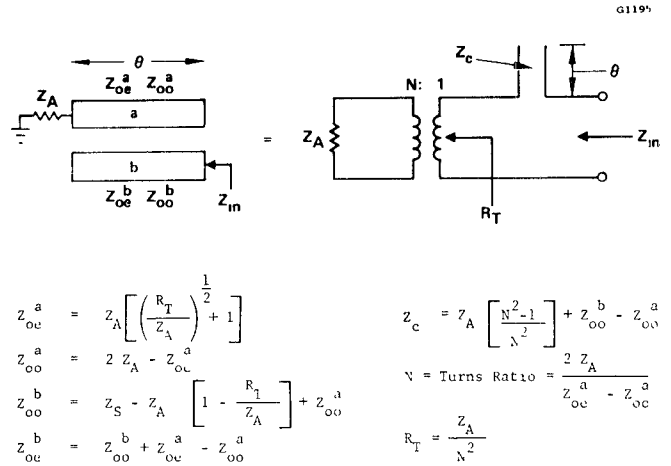 G1195
θ
Z_oe^a Z_oo^a
Z_A
a
b
Z_oe^b Z_oo^b
Z_in
=
Z_c
θ
N: 1
Z_A
Z_in
R_T
Z_oe^a = Z_A [ ( R_T / Z_A )^(1/2) + 1 ]
Z_oo^a = 2 Z_A - Z_oe^a
Z_oo^b = Z_S - Z_A [ 1 - R_T / Z_A ] + Z_oo^a
Z_oe^b = Z_oo^b + Z_oe^a - Z_oo^a
Z_c = Z_A [ N^2-1 / N^2 ] + Z_oo^b - Z_oo^a
N = Turns Ratio = 2 Z_A / Z_oe^a - Z_oo^a
R_T = Z_A / N^2